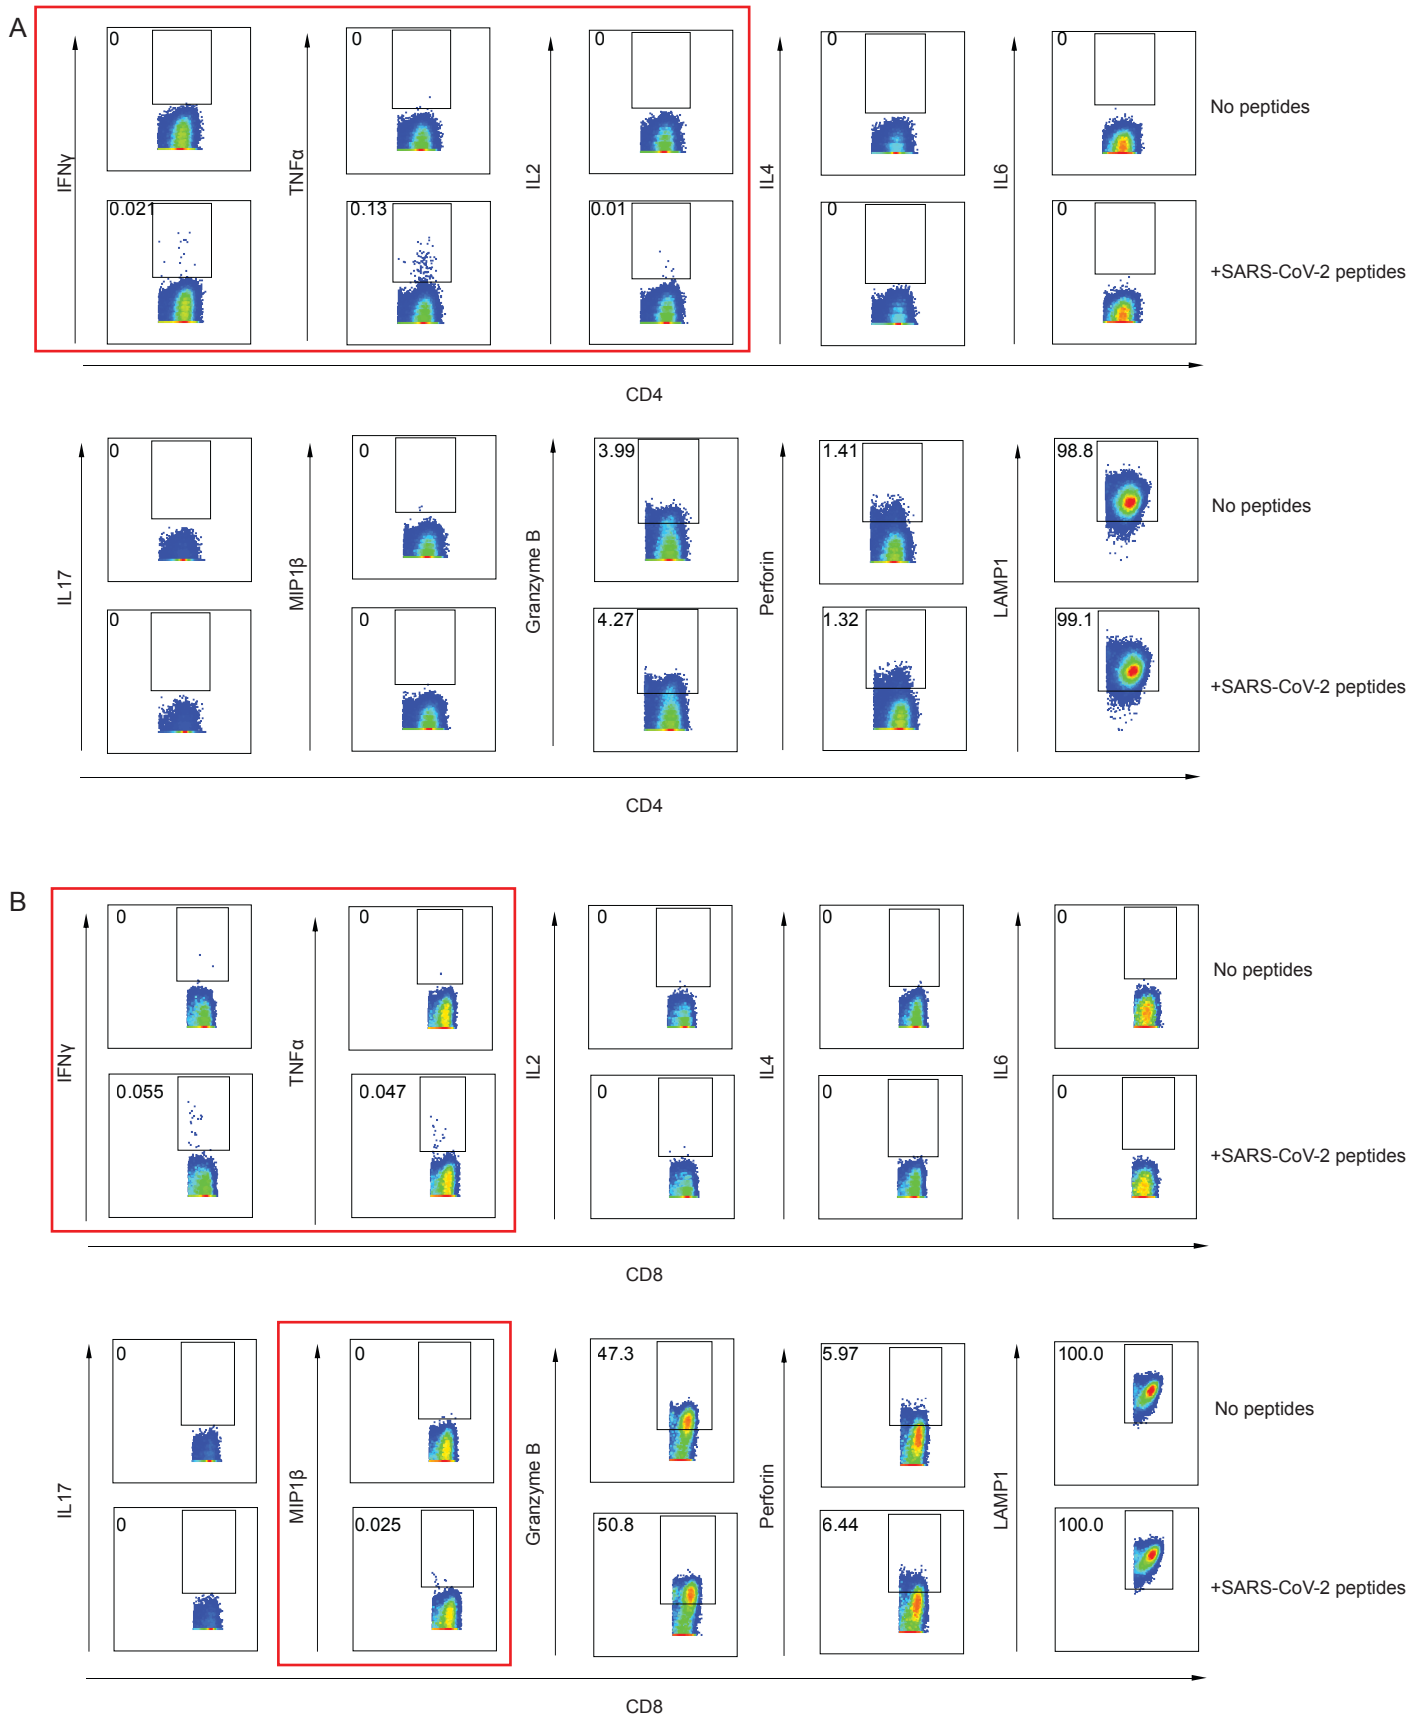 A
IFNγ
0
TNFα
0
IL2
0
IL4
0
IL6
0
No peptides
0.021
0.13
0.01
0
0
+SARS-CoV-2 peptides
CD4
IL17
0
MIP1β
0
Granzyme B
3.99
Perforin
1.41
LAMP1
98.8
No peptides
0
0
4.27
1.32
99.1
+SARS-CoV-2 peptides
CD4
B
IFNγ
0
TNFα
0
IL2
0
IL4
0
IL6
0
No peptides
0.055
0.047
0
0
0
+SARS-CoV-2 peptides
CD8
IL17
0
MIP1β
0
Granzyme B
47.3
Perforin
5.97
LAMP1
100.0
No peptides
0
0.025
50.8
6.44
100.0
+SARS-CoV-2 peptides
CD8